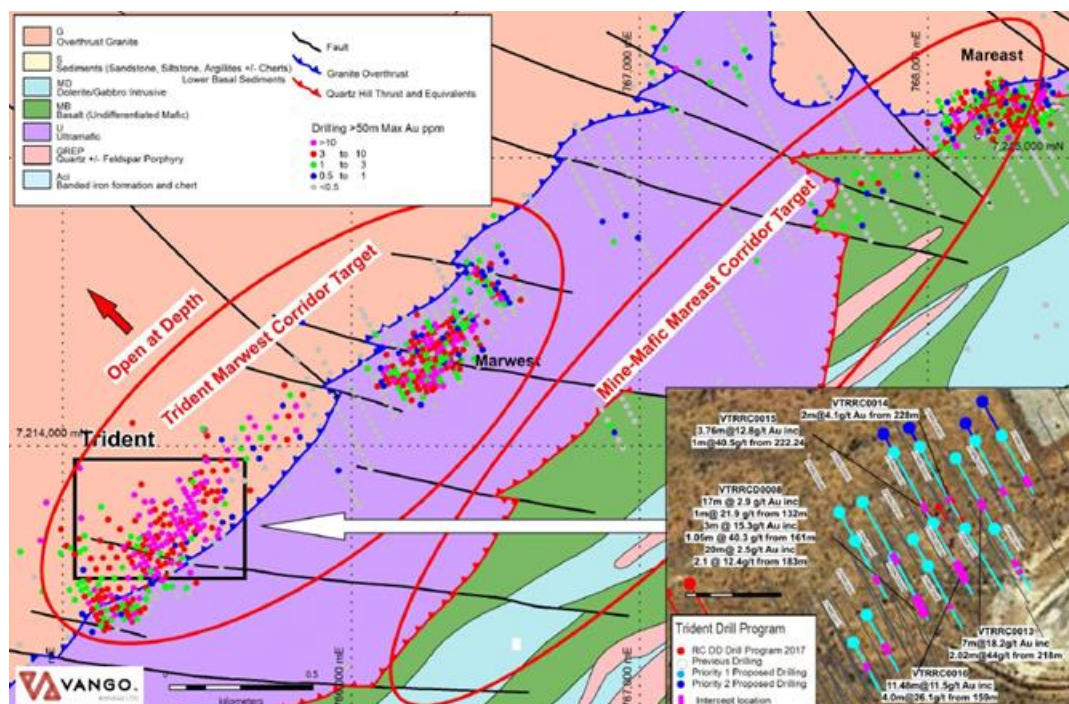 G
Overthrust Granite
S
Sediments (Sandstone, Siltstone, Argillites +/- Cherts)
Lower Basal Sediments
MD
Dolerite/Gabbro Intrusive
MB
Basalt (Undifferentiated Mafic)
U
Ultramafic
GREP
Quartz +/- Feldspar Porphyry
Aci
Banded iron formation and chert
Fault
Granite Overthrust
Quartz Hill Thrust and Equivalents
Drilling >50m Max Au ppm
>10
3 to 10
1 to 3
0.5 to 1
<0.5
767,000 mE
768,000 mE
Mareast
7,215,000 mN
Open at Depth
Trident Marwest Corridor Target
Mine-Mafic Mareast Corridor Target
Marwest
7,214,000 mN
Trident
VTRRC0014
2m@4.1g/t Au from 228m
VTRRC0015
3.76m@12.8g/t Au inc
1m@40.5g/t from 222.24
VTRRCD0008
17m @ 2.9 g/t Au inc
1m @ 21.9 g/t from 132m
3m @ 15.3g/t Au inc
1.05m @ 40.3 g/t from 161m
20m @ 2.5g/t Au inc
2.1 @ 12.4g/t from 183m
VTRRC0013
7m@18.2g/t Au inc
2.02m@44g/t from 218m
VTRRC0016
11.48m@11.5g/t Au inc
4.0m@26.1g/t from 159m
Trident Drill Program
RC DD Drill Program 2017
Previous Drilling
Priority 1 Proposed Drilling
Priority 2 Proposed Drilling
Intercept location
VANGO
0.5
kilometers